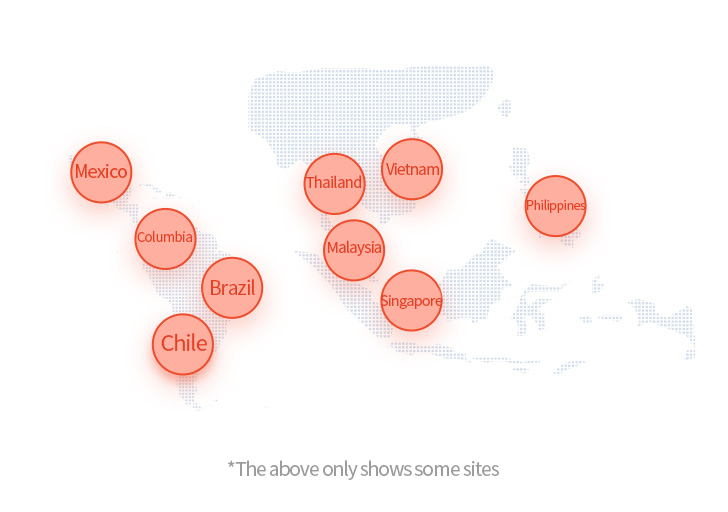 Mexico
Columbia
Brazil
Chile
Thailand
Vietnam
Malaysia
Singapore
Philippines
*The above only shows some sites